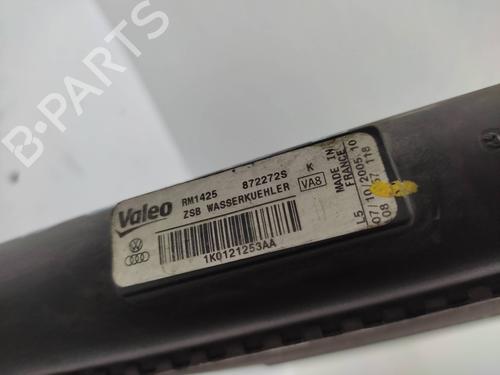 B-PARTS
Valeo
RM1425 872272S K
ZSB WASSERKUEHLER VA8
1K0121253AA
MADE IN
FRANCE
L5
07/10/2005.10
08 57 118